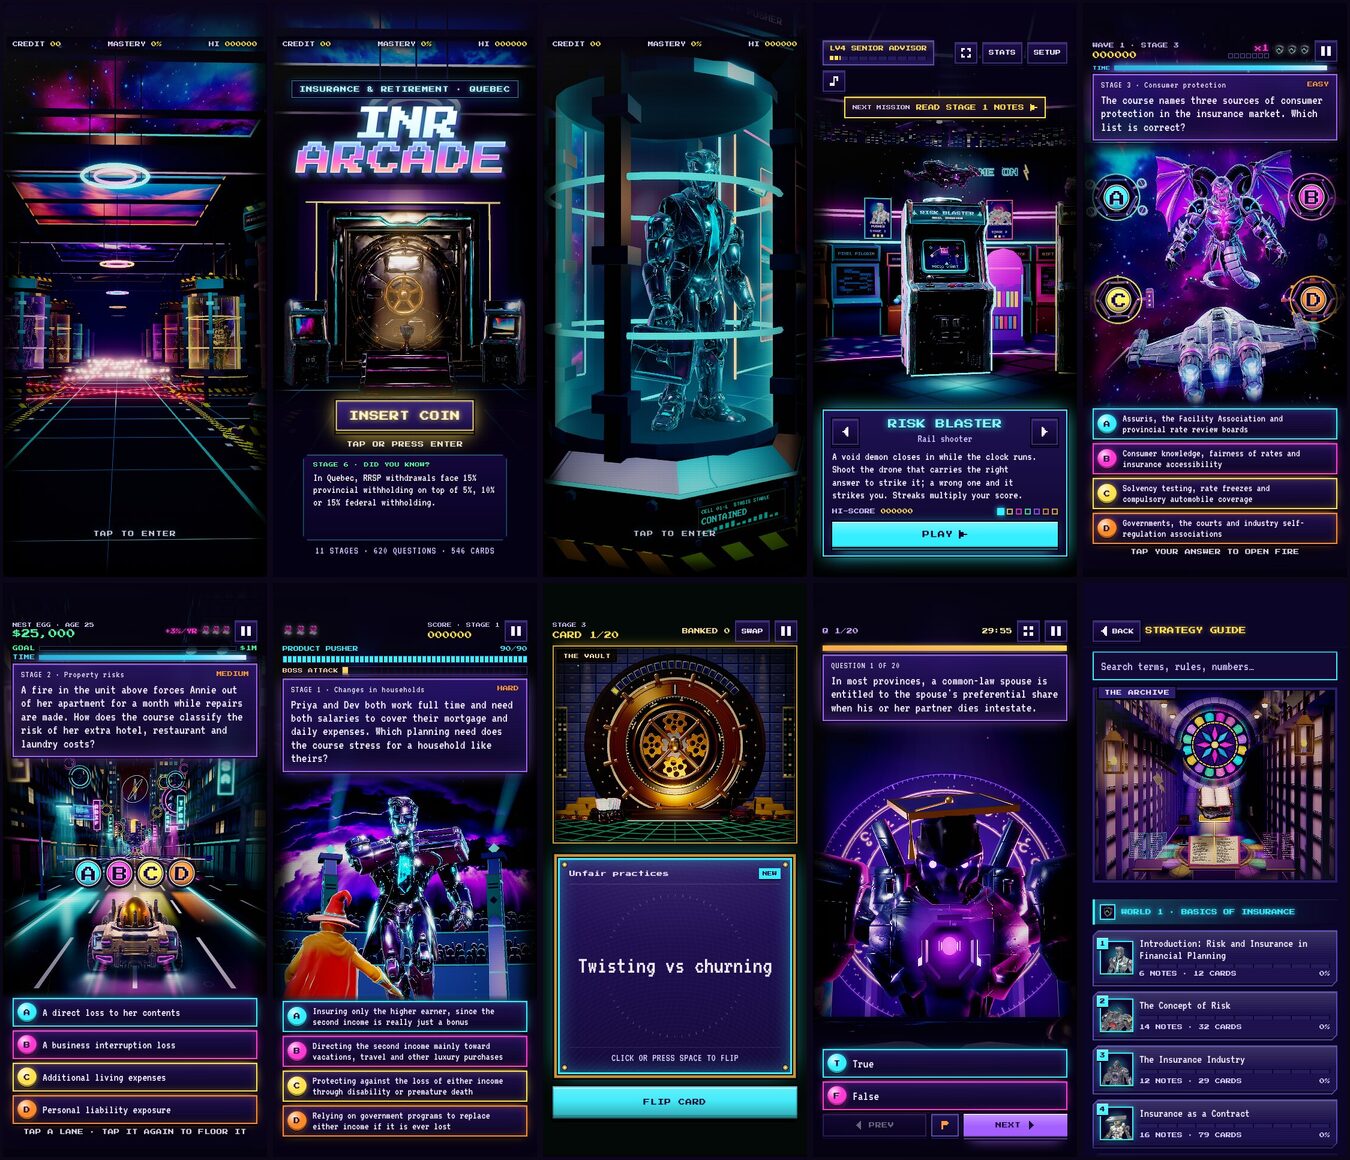 CREDIT 00 MASTERY 0% HI 000000
CREDIT 00 MASTERY 0% HI 000000
INSURANCE & RETIREMENT · QUEBEC
INR
ARCADE
INSERT COIN
TAP OR PRESS ENTER
STAGE 6 · DID YOU KNOW?
In Quebec, RRSP withdrawals face 15%
provincial withholding on top of 5%, 10%
or 15% federal withholding.
TAP TO ENTER
11 STAGES · 620 QUESTIONS · 546 CARDS
CREDIT 00 MASTERY 0% HI 000000
PUSHER
CONTAINED
TAP TO ENTER
LV4 SENIOR ADVISOR
STATS
SETUP
NEXT MISSION READ STAGE 1 NOTES
RISK BLASTER
RISK BLASTER
Rail shooter
A void demon closes in while the clock runs.
Shoot the drone that carries the right
answer to strike it; a wrong one and it
strikes you. Streaks multiply your score.
HI-SCORE 000000
PLAY
WAVE 1 · STAGE 3
000000
x1
TIME
STAGE 3 · Consumer protection EASY
The course names three sources of consumer
protection in the insurance market. Which
list is correct?
A B
C D
A Assuris, the Facility Association and
provincial rate review boards
B Consumer knowledge, fairness of rates and
insurance accessibility
C Solvency testing, rate freezes and
compulsory automobile coverage
D Governments, the courts and industry self-
regulation associations
TAP YOUR ANSWER TO OPEN FIRE
NEST EGG · AGE 25
$25,000
+3%/YR
GOAL $1M
TIME
STAGE 2 · Property risks MEDIUM
A fire in the unit above forces Annie out
of her apartment for a month while repairs
are made. How does the course classify the
risk of her extra hotel, restaurant and
laundry costs?
A B C D
A A direct loss to her contents
B A business interruption loss
C Additional living expenses
D Personal liability exposure
TAP A LANE · TAP IT AGAIN TO FLOOR IT
SCORE · STAGE 1
000000
PRODUCT PUSHER 90/90
BOSS ATTACK
STAGE 1 · Changes in households HARD
Priya and Dev both work full time and need
both salaries to cover their mortgage and
daily expenses. Which planning need does
the course stress for a household like
theirs?
A Insuring only the higher earner, since the
second income is really just a bonus
B Directing the second income mainly toward
vacations, travel and other luxury purchases
C Protecting against the loss of either income
through disability or premature death
D Relying on government programs to replace
either income if it is ever lost
STAGE 3
CARD 1/20
BANKED 0
SWAP
THE VAULT
Unfair practices NEW
Twisting vs churning
CLICK OR PRESS SPACE TO FLIP
FLIP CARD
Q 1/20 29:55
QUESTION 1 OF 20
In most provinces, a common-law spouse is
entitled to the spouse's preferential share
when his or her partner dies intestate.
T True
F False
PREV
NEXT
BACK
STRATEGY GUIDE
Search terms, rules, numbers…
THE ARCHIVE
WORLD 1 · BASICS OF INSURANCE
1 Introduction: Risk and Insurance in
Financial Planning
6 NOTES · 12 CARDS 0%
2 The Concept of Risk
14 NOTES · 32 CARDS 0%
3 The Insurance Industry
12 NOTES · 29 CARDS 0%
4 Insurance as a Contract
16 NOTES · 79 CARDS 0%